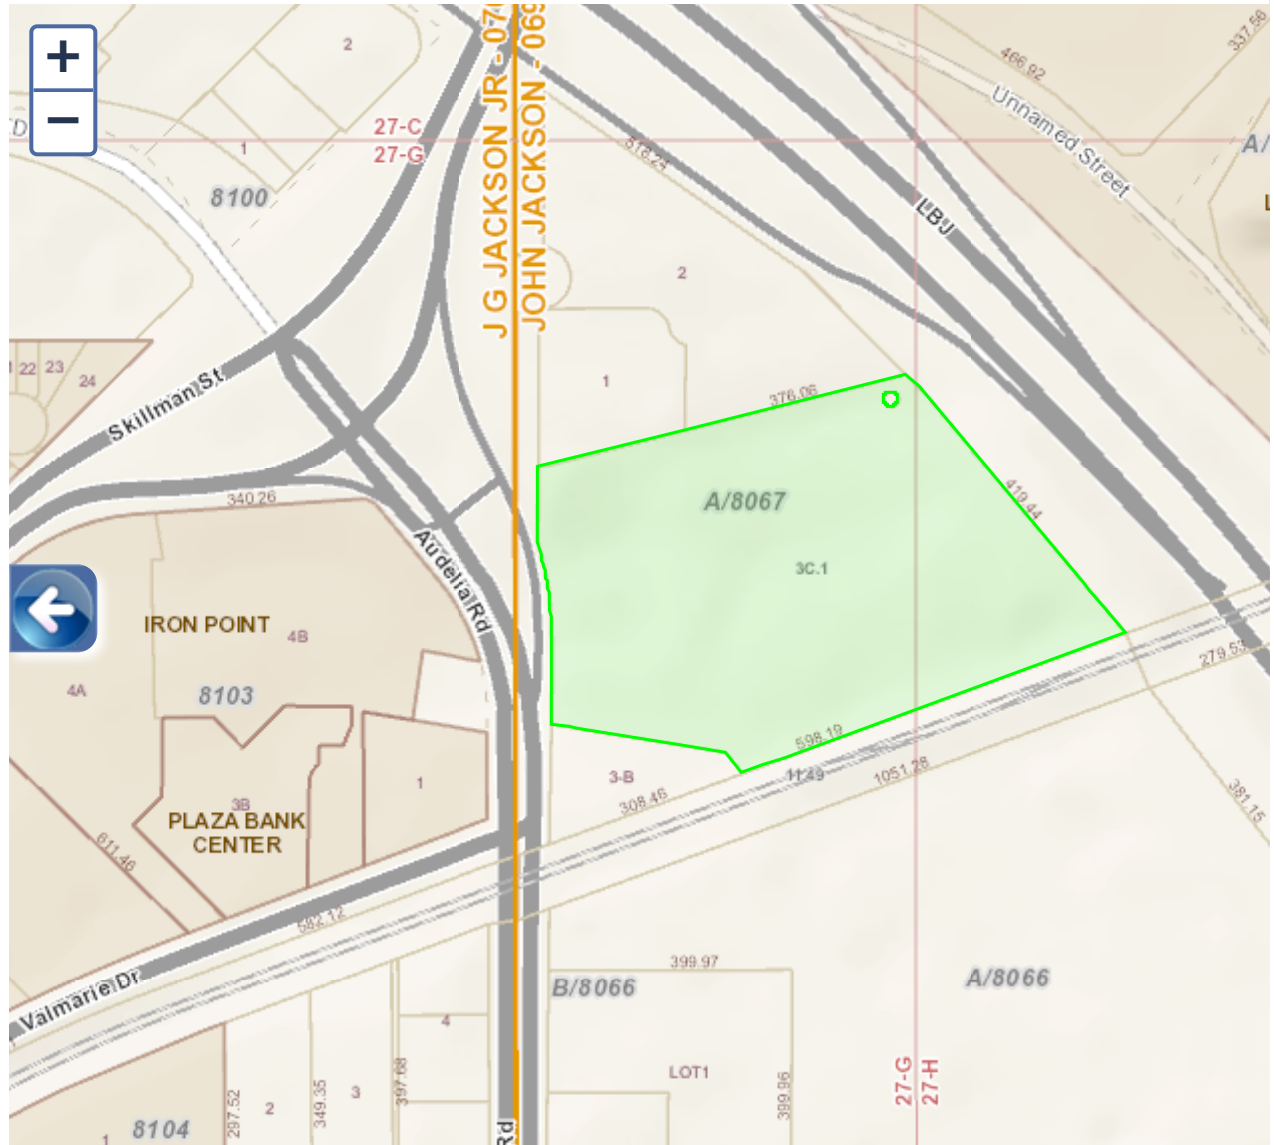 +
−
2
J G JACKSON JR - 07
JOHN JACKSON - 069
466.92
337.56
Unnamed Street
27-C
27-G
1
8100
518.24
A/
L
LBJ
2
22
23
24
1
376.06
Skillman St
419.44
340.26
A/8067
3C.1
Audelia Rd
IRON POINT
4B
4A
8103
279.53
598.19
3-B
11.49
1051.28
308.46
1
3B
PLAZA BANK
CENTER
611.46
381.15
582.12
Valmarie Dr
399.97
B/8066
A/8066
4
LOT1
27-G
27-H
297.52
2
349.35
3
397.68
399.96
8104
1
Rd